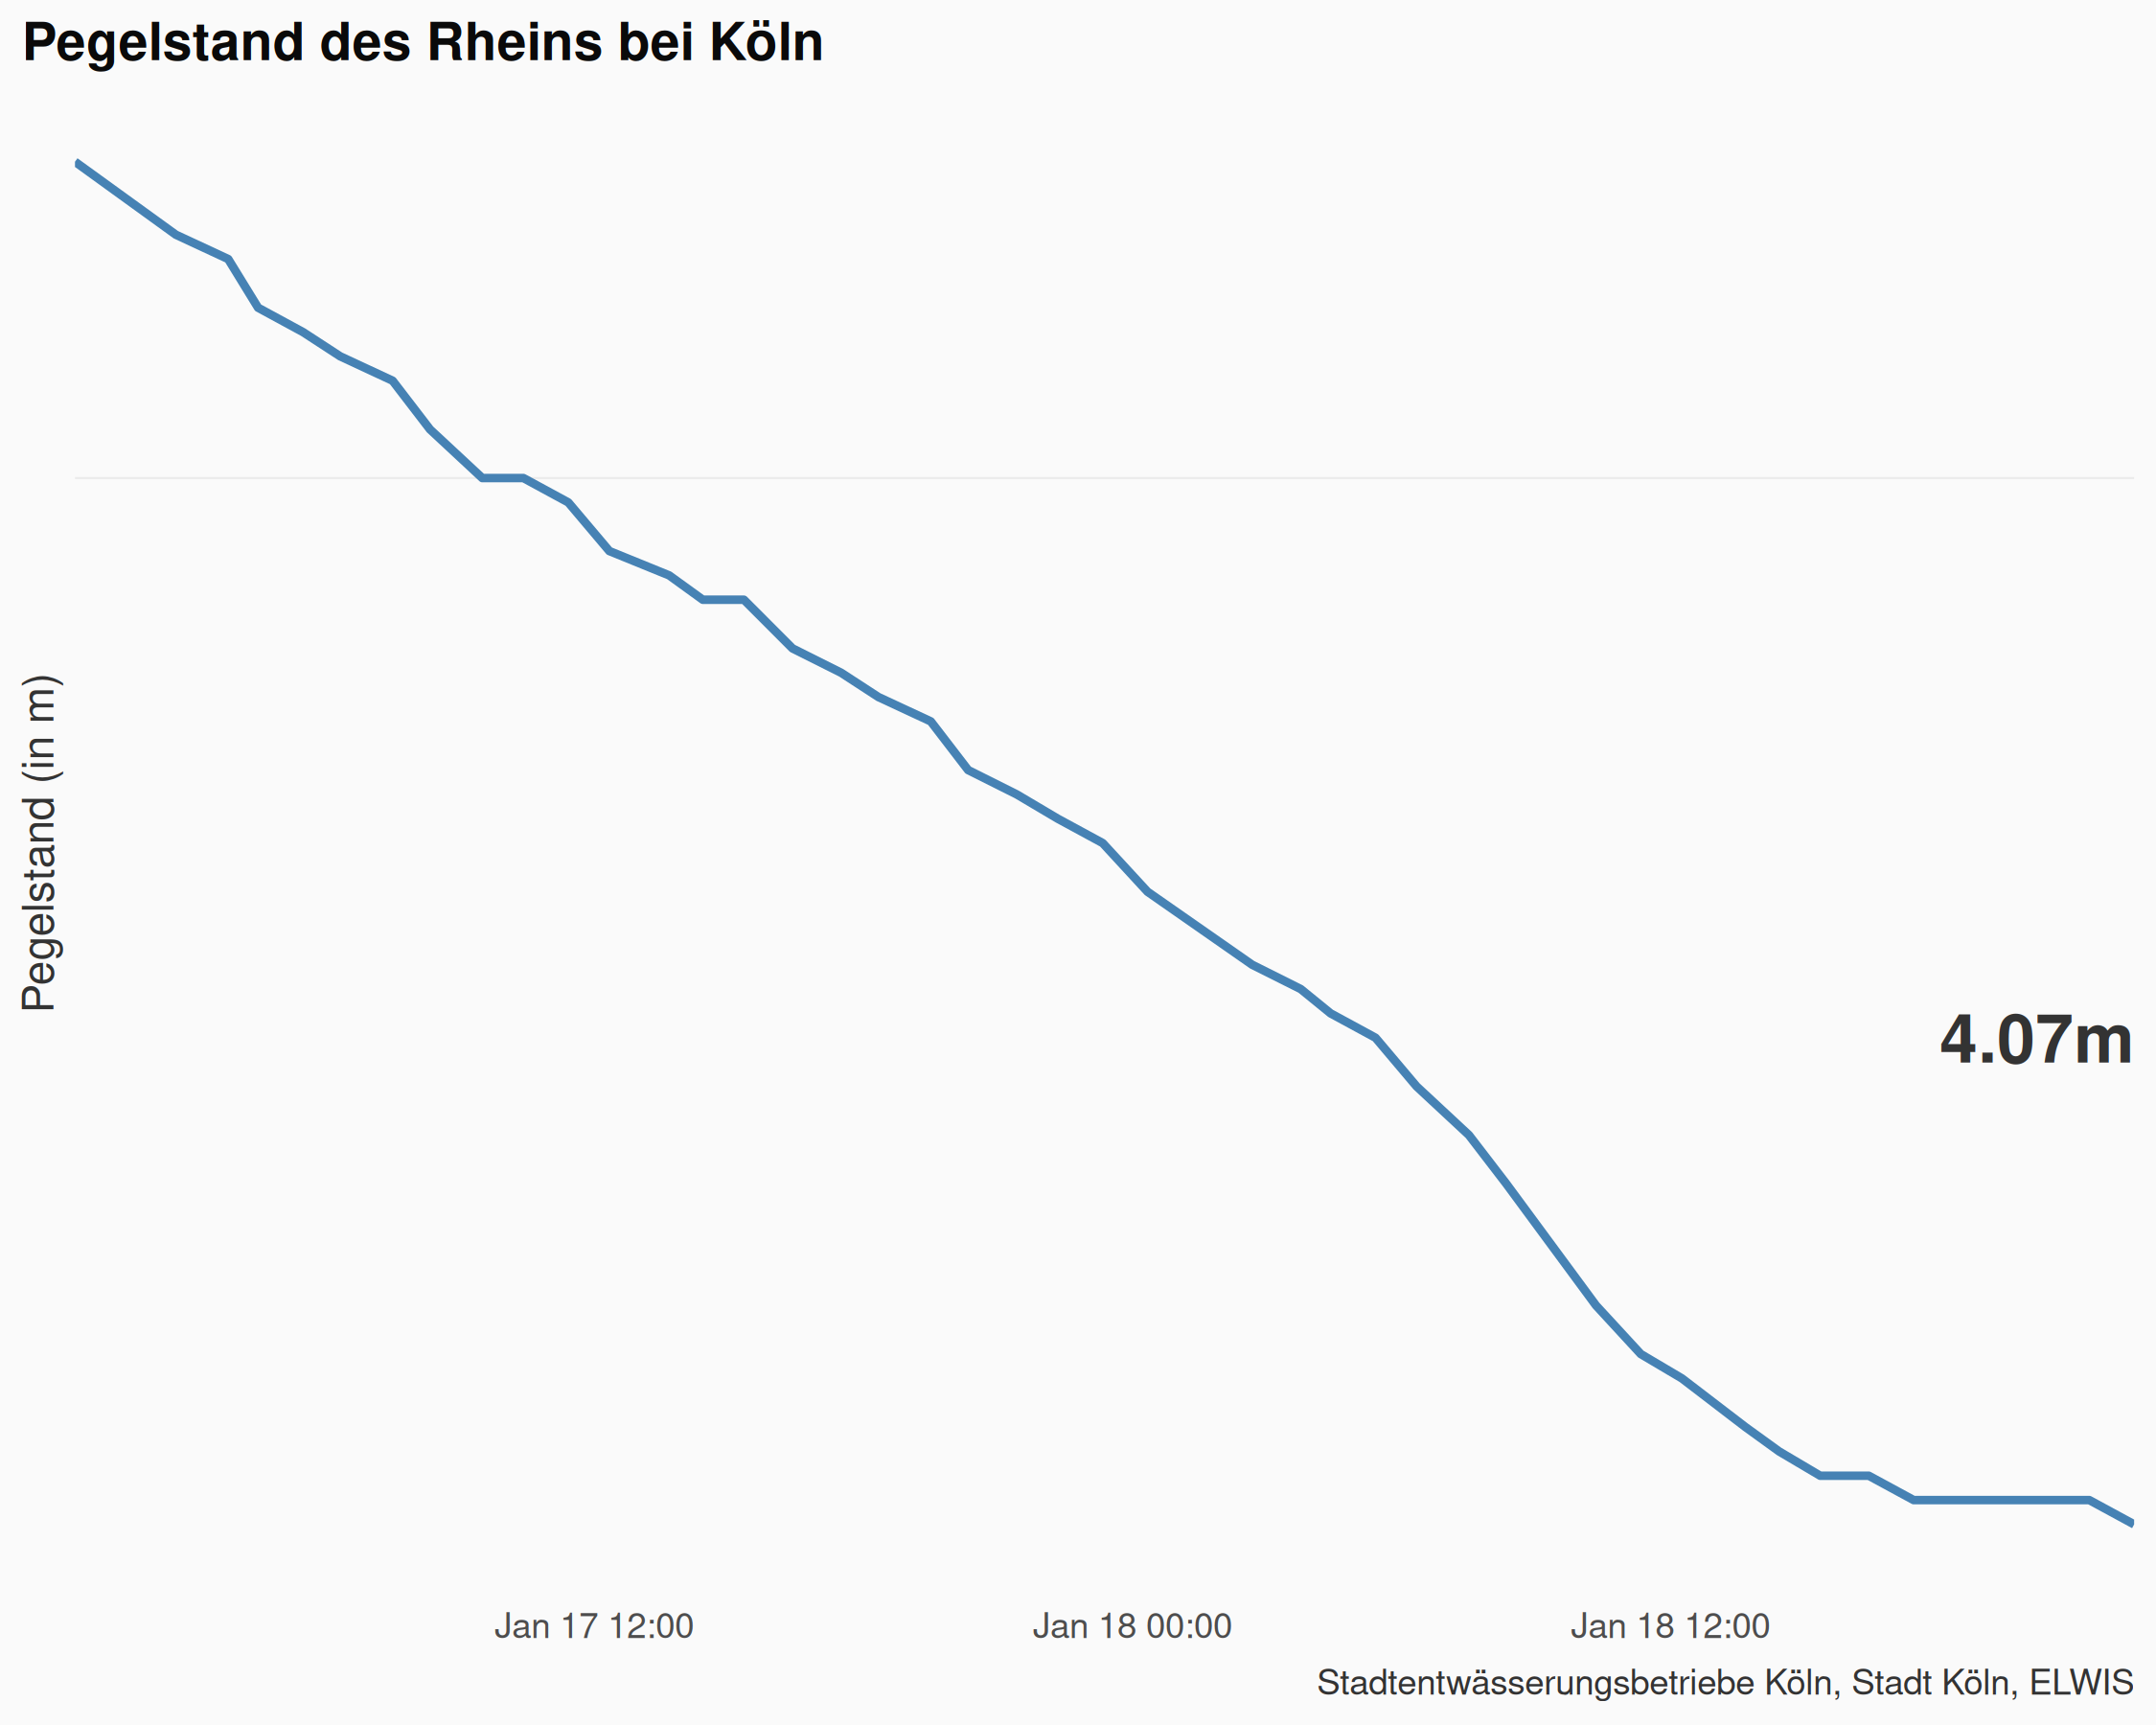 Pegelstand des Rheins bei Köln
Pegelstand (in m)
4.07m
Jan 17 12:00
Jan 18 00:00
Jan 18 12:00
Stadtentwässerungsbetriebe Köln, Stadt Köln, ELWIS